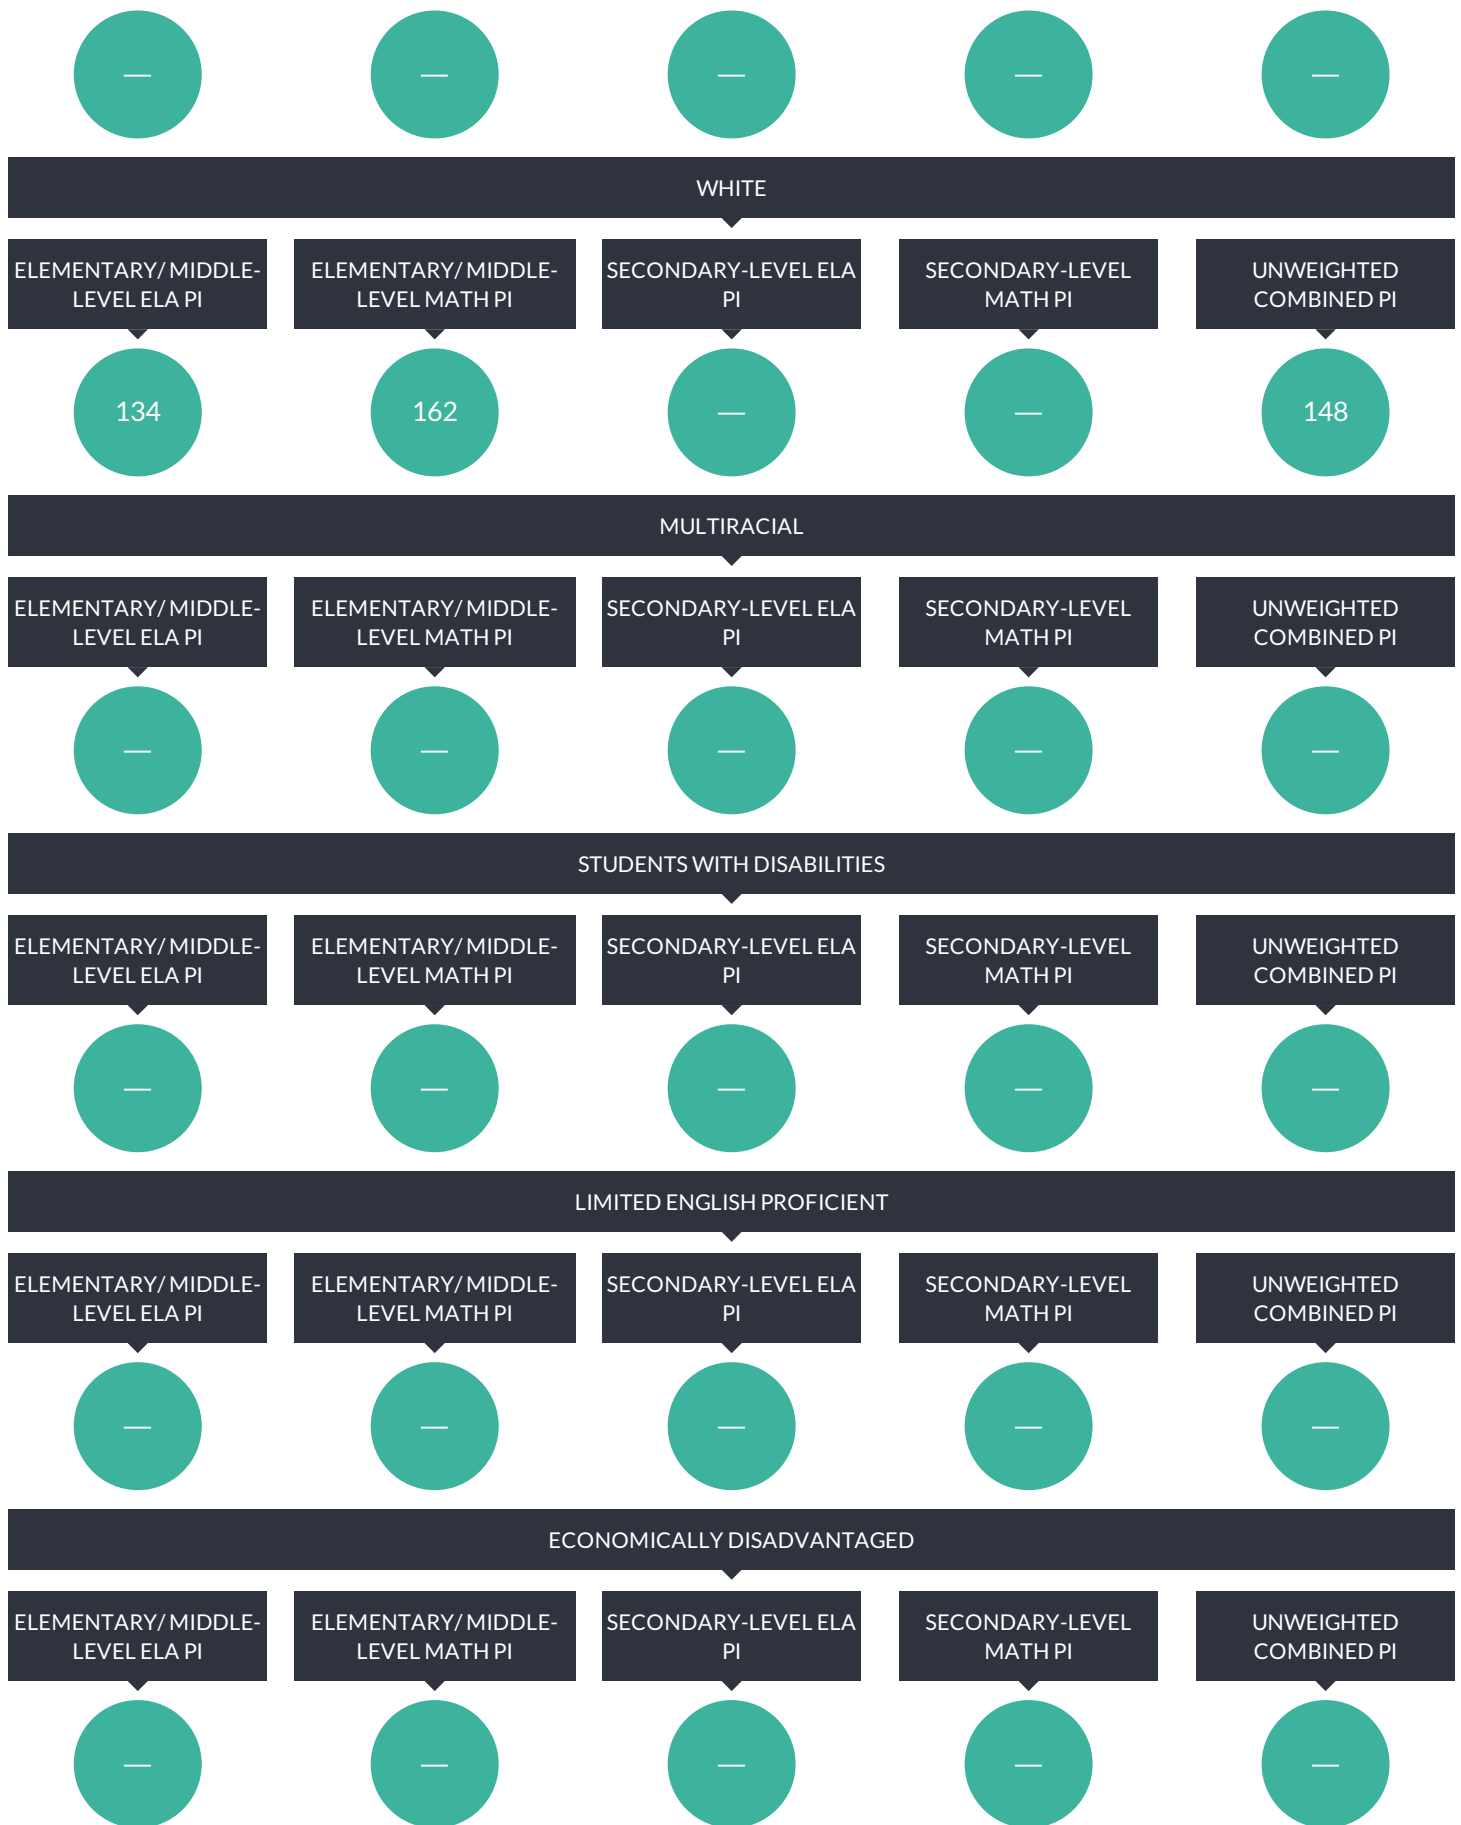 — — — — —
WHITE
ELEMENTARY/ MIDDLE- ELEMENTARY/ MIDDLE- SECONDARY-LEVEL ELA SECONDARY-LEVEL UNWEIGHTED
LEVEL ELA PI LEVEL MATH PI PI MATH PI COMBINED PI
134 162 — — 148
MULTIRACIAL
ELEMENTARY/ MIDDLE- ELEMENTARY/ MIDDLE- SECONDARY-LEVEL ELA SECONDARY-LEVEL UNWEIGHTED
LEVEL ELA PI LEVEL MATH PI PI MATH PI COMBINED PI
— — — — —
STUDENTS WITH DISABILITIES
ELEMENTARY/ MIDDLE- ELEMENTARY/ MIDDLE- SECONDARY-LEVEL ELA SECONDARY-LEVEL UNWEIGHTED
LEVEL ELA PI LEVEL MATH PI PI MATH PI COMBINED PI
— — — — —
LIMITED ENGLISH PROFICIENT
ELEMENTARY/ MIDDLE- ELEMENTARY/ MIDDLE- SECONDARY-LEVEL ELA SECONDARY-LEVEL UNWEIGHTED
LEVEL ELA PI LEVEL MATH PI PI MATH PI COMBINED PI
— — — — —
ECONOMICALLY DISADVANTAGED
ELEMENTARY/ MIDDLE- ELEMENTARY/ MIDDLE- SECONDARY-LEVEL ELA SECONDARY-LEVEL UNWEIGHTED
LEVEL ELA PI LEVEL MATH PI PI MATH PI COMBINED PI
— — — — —